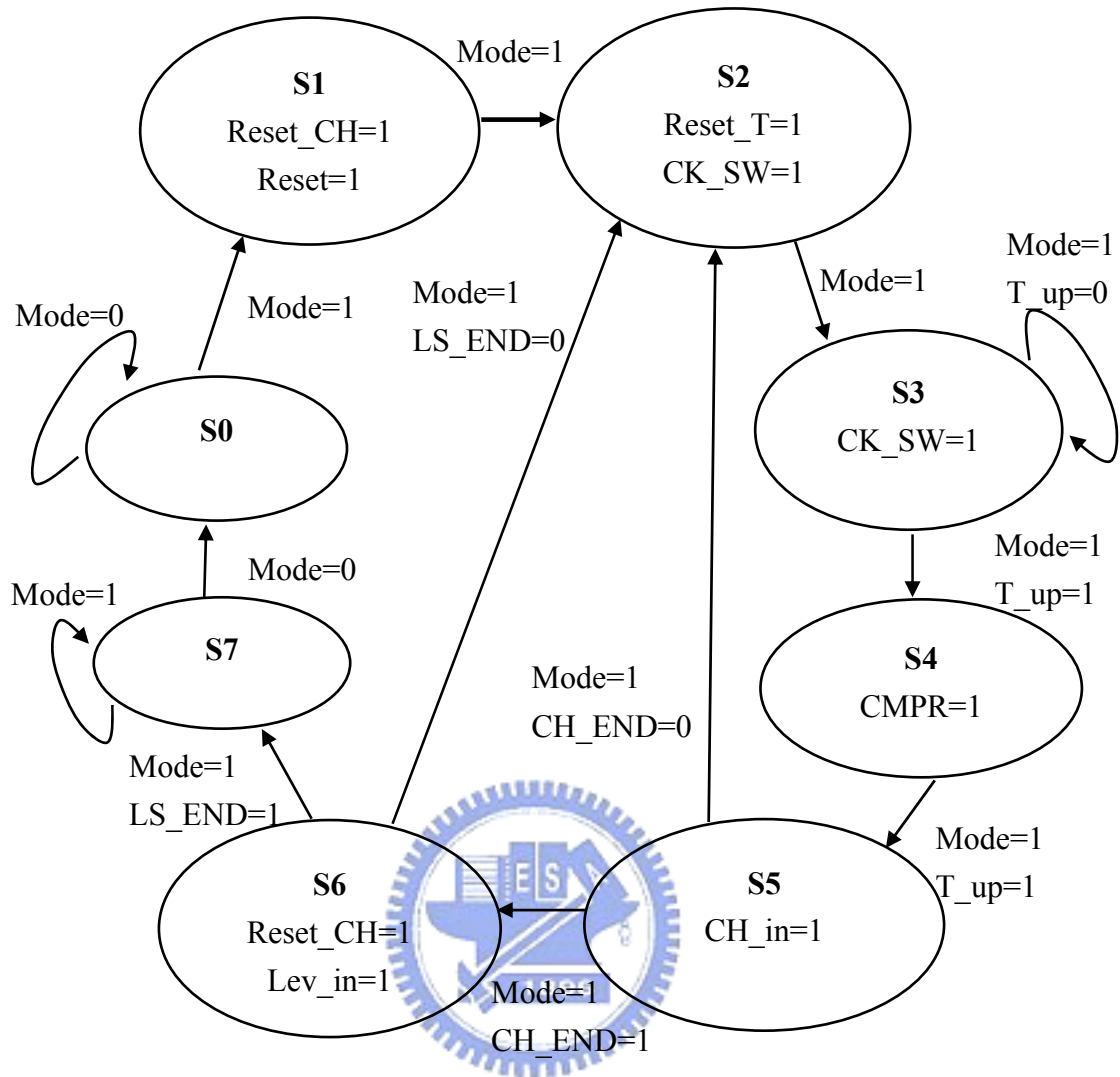 Mode=1
S1
Reset_CH=1
Reset=1
S2
Reset_T=1
CK_SW=1
Mode=0
Mode=1
Mode=1
LS_END=0
Mode=1
Mode=1
T_up=0
S0
S3
CK_SW=1
Mode=0
Mode=1
T_up=1
Mode=1
S7
S4
CMPR=1
Mode=1
CH_END=0
Mode=1
LS_END=1
Mode=1
T_up=1
S6
Reset_CH=1
Lev_in=1
ES
S5
CH_in=1
Mode=1
CH_END=1